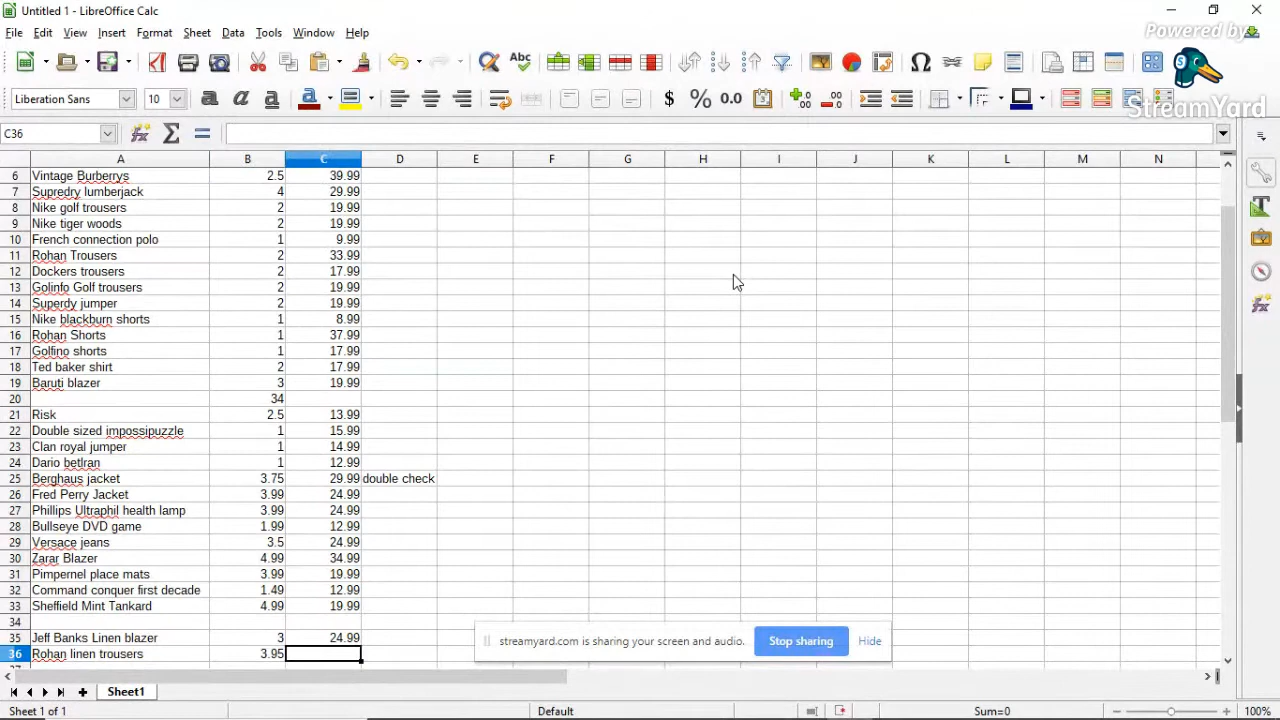 Untitled 1 - LibreOffice Calc
File Edit View Insert Format Sheet Data Tools Window Help
Powered by
StreamYard
Liberation Sans 10
C36
A B C D E F G H I J K L M N
6 Vintage Burberrys 2.5 39.99
7 Supredry lumberjack 4 29.99
8 Nike golf trousers 2 19.99
9 Nike tiger woods 2 19.99
10 French connection polo 1 9.99
11 Rohan Trousers 2 33.99
12 Dockers trousers 2 17.99
13 Golinfo Golf trousers 2 19.99
14 Superdy jumper 2 19.99
15 Nike blackburn shorts 1 8.99
16 Rohan Shorts 1 37.99
17 Golfino shorts 1 17.99
18 Ted baker shirt 2 17.99
19 Baruti blazer 3 19.99
20 34
21 Risk 2.5 13.99
22 Double sized impossipuzzle 1 15.99
23 Clan royal jumper 1 14.99
24 Dario betlran 1 12.99
25 Berghaus jacket 3.75 29.99 double check
26 Fred Perry Jacket 3.99 24.99
27 Phillips Ultraphil health lamp 3.99 24.99
28 Bullseye DVD game 1.99 12.99
29 Versace jeans 3.5 24.99
30 Zarar Blazer 4.99 34.99
31 Pimpernel place mats 3.99 19.99
32 Command conquer first decade 1.49 12.99
33 Sheffield Mint Tankard 4.99 19.99
34
35 Jeff Banks Linen blazer 3 24.99
36 Rohan linen trousers 3.95
streamyard.com is sharing your screen and audio. Stop sharing Hide
Sheet1
Sheet 1 of 1 Default Sum=0 100%